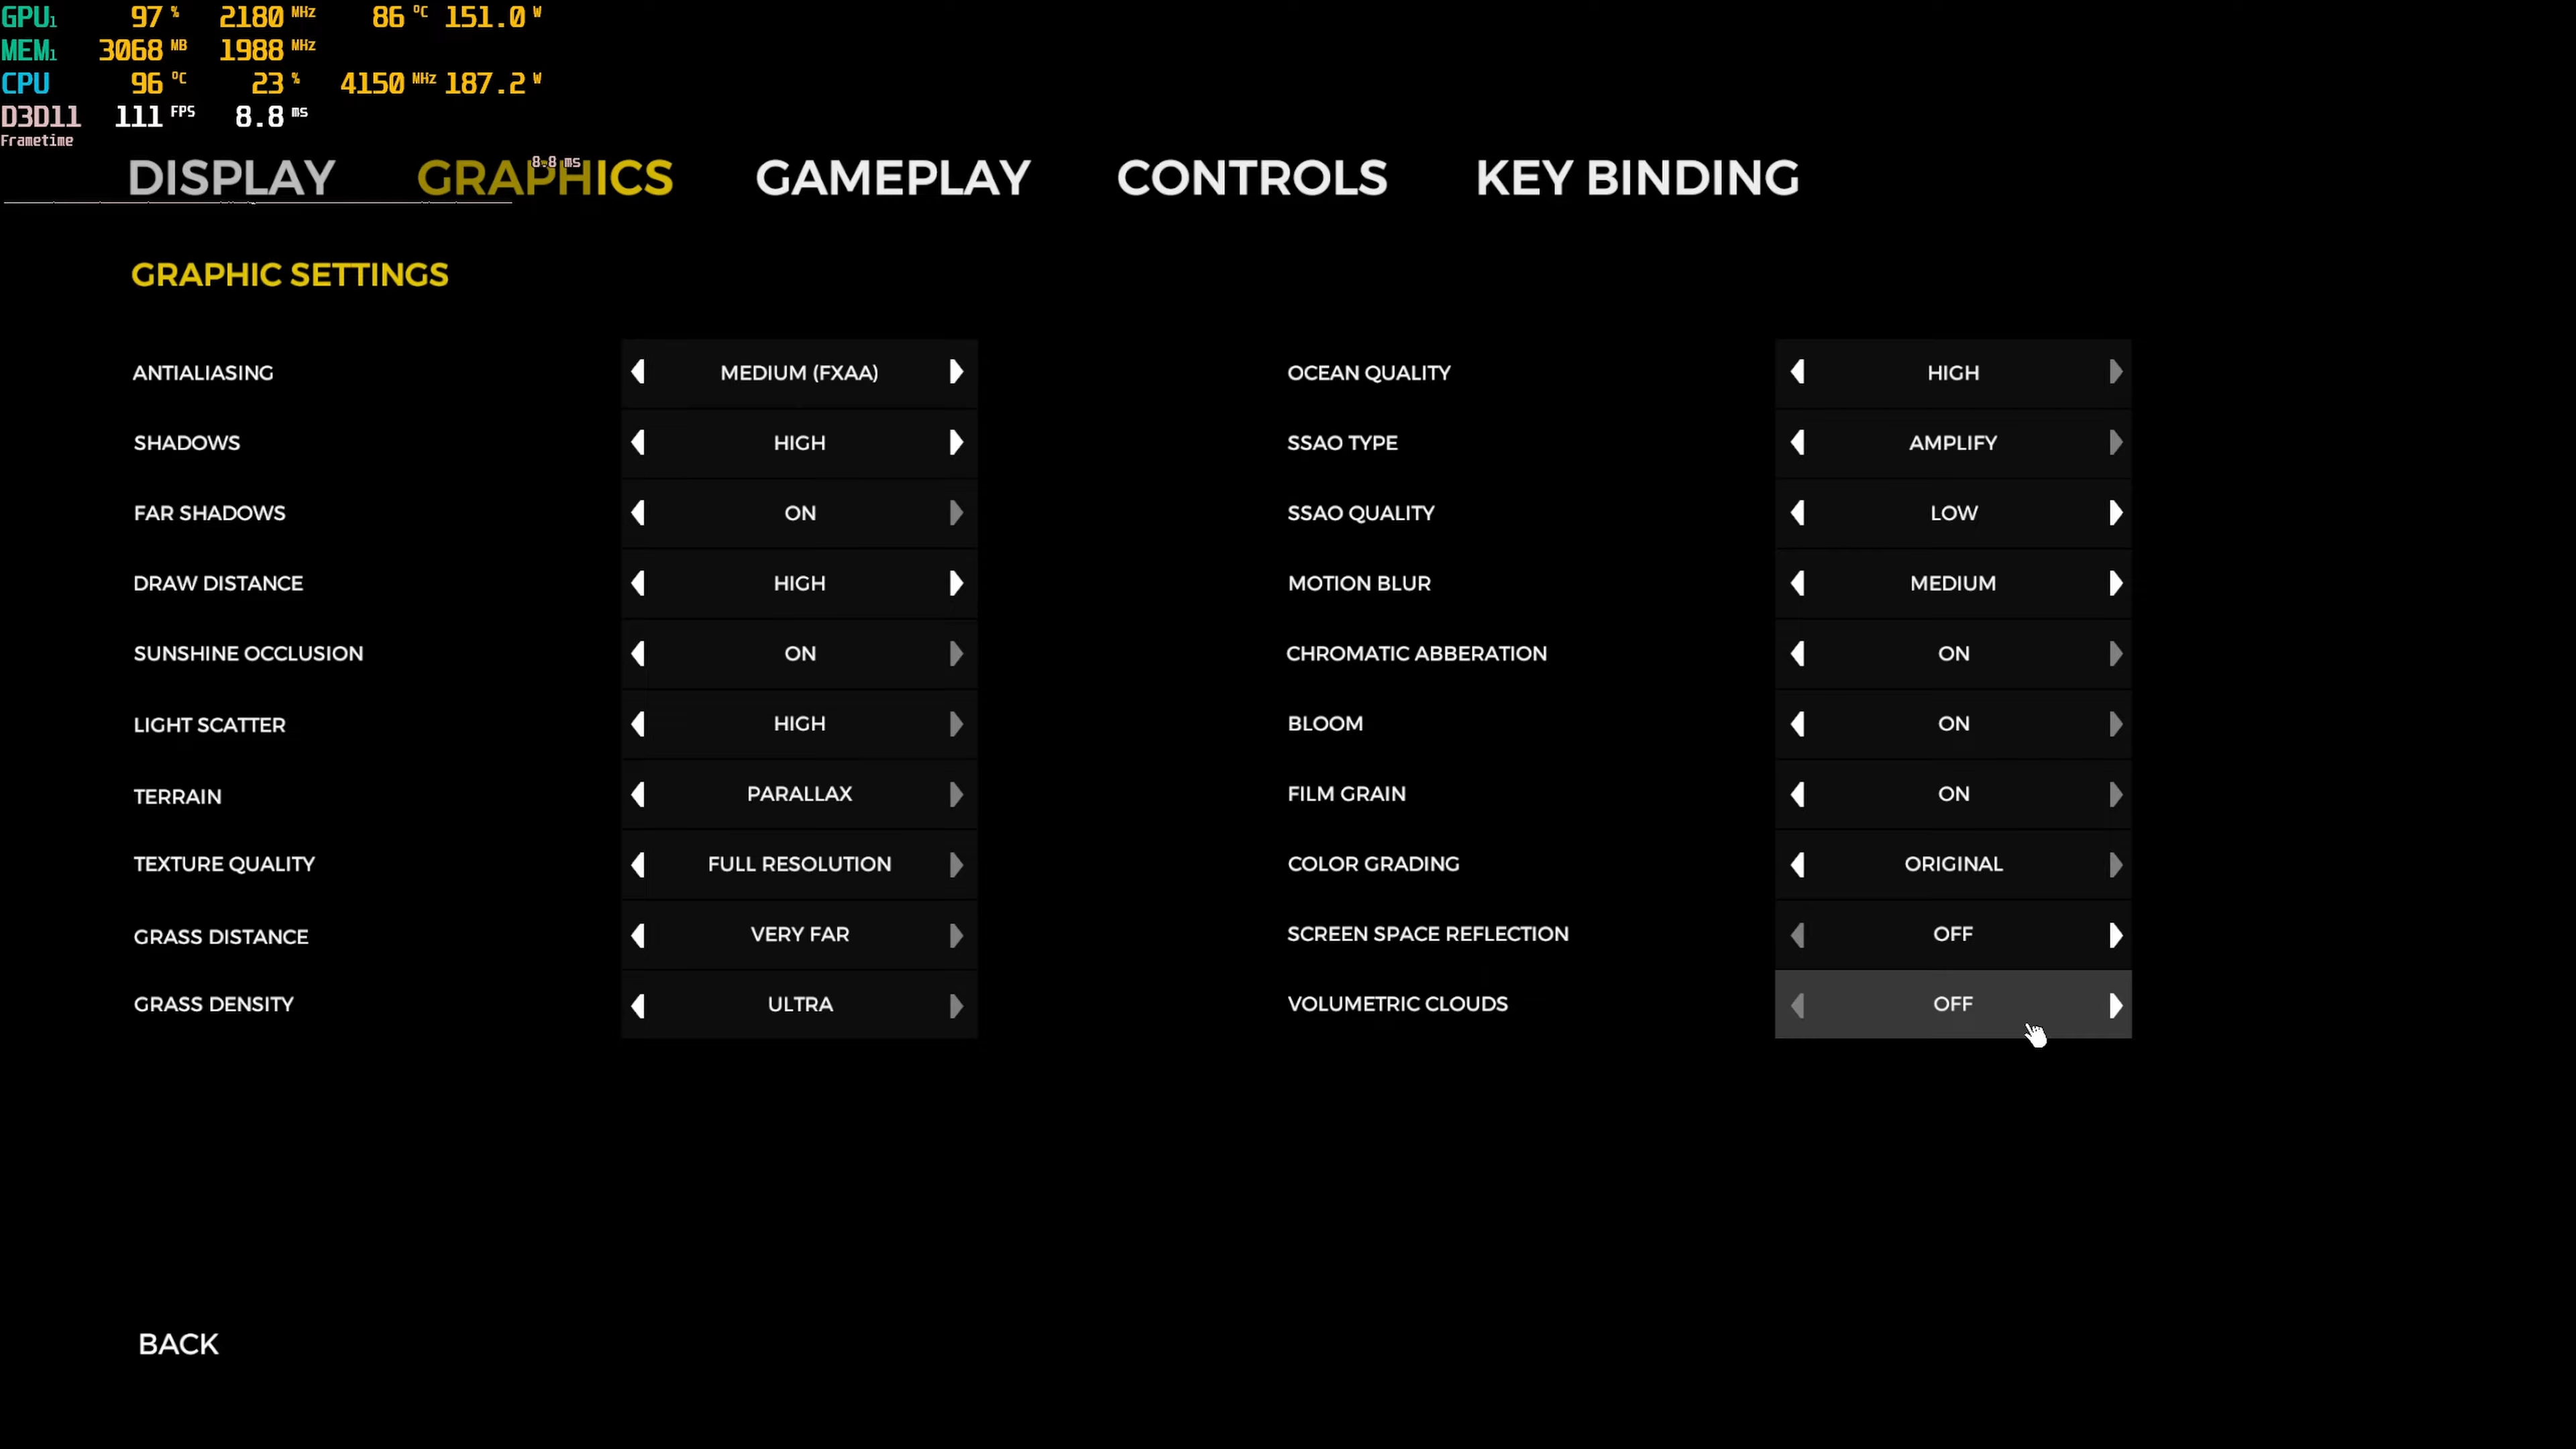 GPU1 97 % 2180 MHz 86 °C 151.0 W
MEM1 3068 MB 1988 MHz
CPU 96 °C 23 % 4150 MHz 187.2 W
D3D11 111 FPS 8.8 ms
Frametime
8.8 ms
DISPLAY GRAPHICS GAMEPLAY CONTROLS KEY BINDING
GRAPHIC SETTINGS
ANTIALIASING MEDIUM (FXAA) OCEAN QUALITY HIGH
SHADOWS HIGH SSAO TYPE AMPLIFY
FAR SHADOWS ON SSAO QUALITY LOW
DRAW DISTANCE HIGH MOTION BLUR MEDIUM
SUNSHINE OCCLUSION ON CHROMATIC ABBERATION ON
LIGHT SCATTER HIGH BLOOM ON
TERRAIN PARALLAX FILM GRAIN ON
TEXTURE QUALITY FULL RESOLUTION COLOR GRADING ORIGINAL
GRASS DISTANCE VERY FAR SCREEN SPACE REFLECTION OFF
GRASS DENSITY ULTRA VOLUMETRIC CLOUDS OFF
BACK